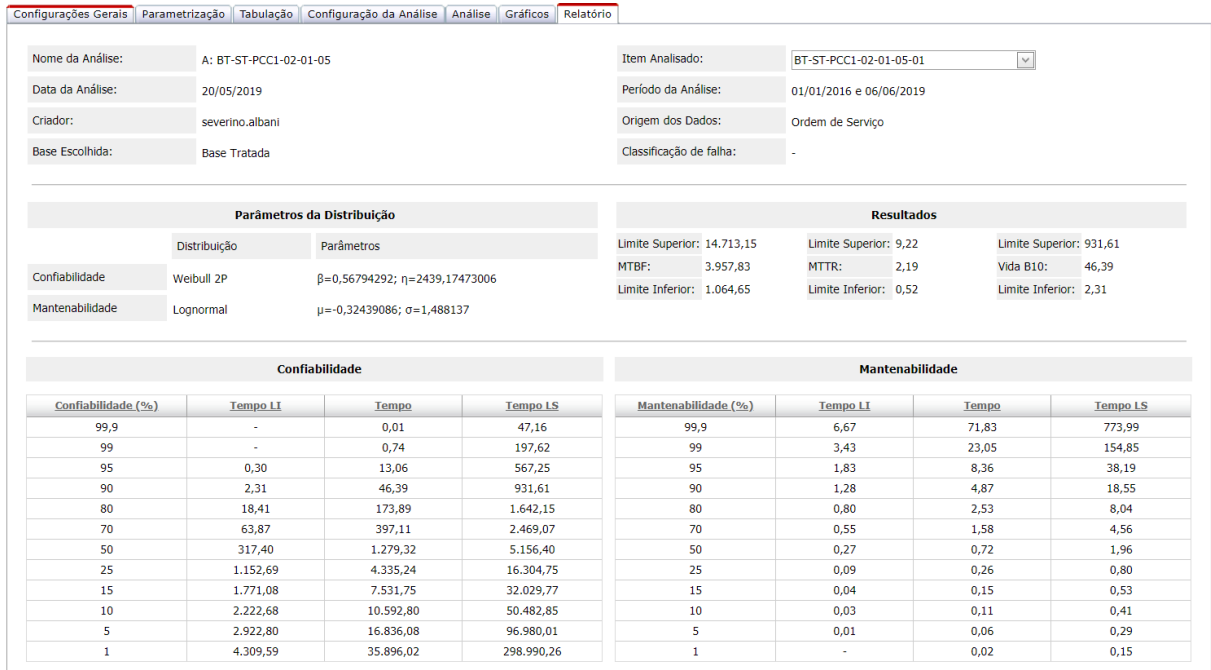 Configurações Gerais Parametrização Tabulação Configuração da Análise Análise Gráficos Relatório
Nome da Análise: A: BT-ST-PCC1-02-01-05 Item Analisado: BT-ST-PCC1-02-01-05-01
Data da Análise: 20/05/2019 Período da Análise: 01/01/2016 e 06/06/2019
Criador: severino.albani Origem dos Dados: Ordem de Serviço
Base Escolhida: Base Tratada Classificação de falha: -
Parâmetros da Distribuição Resultados
Distribuição Parâmetros Limite Superior: 14.713,15 Limite Superior: 9,22 Limite Superior: 931,61
Confiabilidade Weibull 2P β=0,56794292; η=2439,17473006 MTBF: 3.957,83 MTTR: 2,19 Vida B10: 46,39
Limite Inferior: 1.064,65 Limite Inferior: 0,52 Limite Inferior: 2,31
Mantenabilidade Lognormal μ=-0,32439086; σ=1,488137
Confiabilidade Mantenabilidade
Confiabilidade (%) Tempo LI Tempo Tempo LS Mantenabilidade (%) Tempo LI Tempo Tempo LS
99,9 - 0,01 47,16 99,9 6,67 71,83 773,99
99 - 0,74 197,62 99 3,43 23,05 154,85
95 0,30 13,06 567,25 95 1,83 8,36 38,19
90 2,31 46,39 931,61 90 1,28 4,87 18,55
80 18,41 173,89 1.642,15 80 0,80 2,53 8,04
70 63,87 397,11 2.469,07 70 0,55 1,58 4,56
50 317,40 1.279,32 5.156,40 50 0,27 0,72 1,96
25 1.152,69 4.335,24 16.304,75 25 0,09 0,26 0,80
15 1.771,08 7.531,75 32.029,77 15 0,04 0,15 0,53
10 2.222,68 10.592,80 50.482,85 10 0,03 0,11 0,41
5 2.922,80 16.836,08 96.980,01 5 0,01 0,06 0,29
1 4.309,59 35.896,02 298.990,26 1 - 0,02 0,15